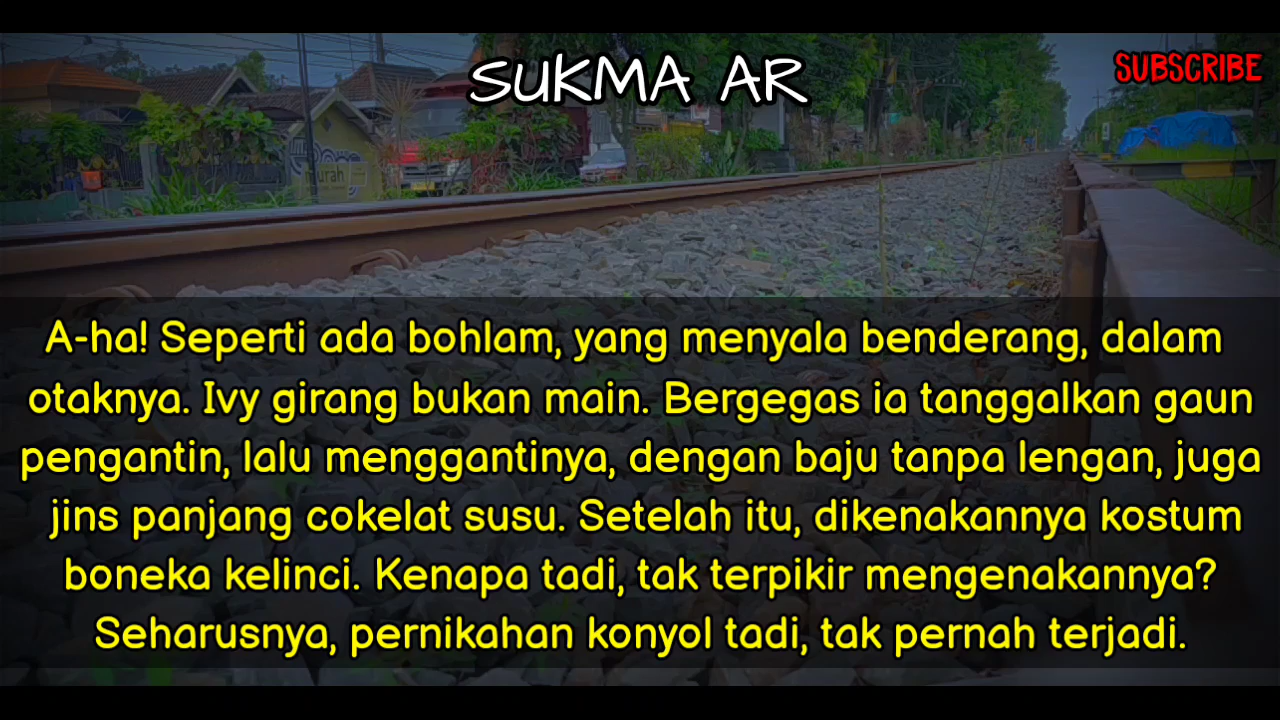 SUKMA AR
SUBSCRIBE
murah
A-ha! Seperti ada bohlam, yang menyala benderang, dalam
otaknya. Ivy girang bukan main. Bergegas ia tanggalkan gaun
pengantin, lalu menggantinya, dengan baju tanpa lengan, juga
jins panjang cokelat susu. Setelah itu, dikenakannya kostum
boneka kelinci. Kenapa tadi, tak terpikir mengenakannya?
Seharusnya, pernikahan konyol tadi, tak pernah terjadi.